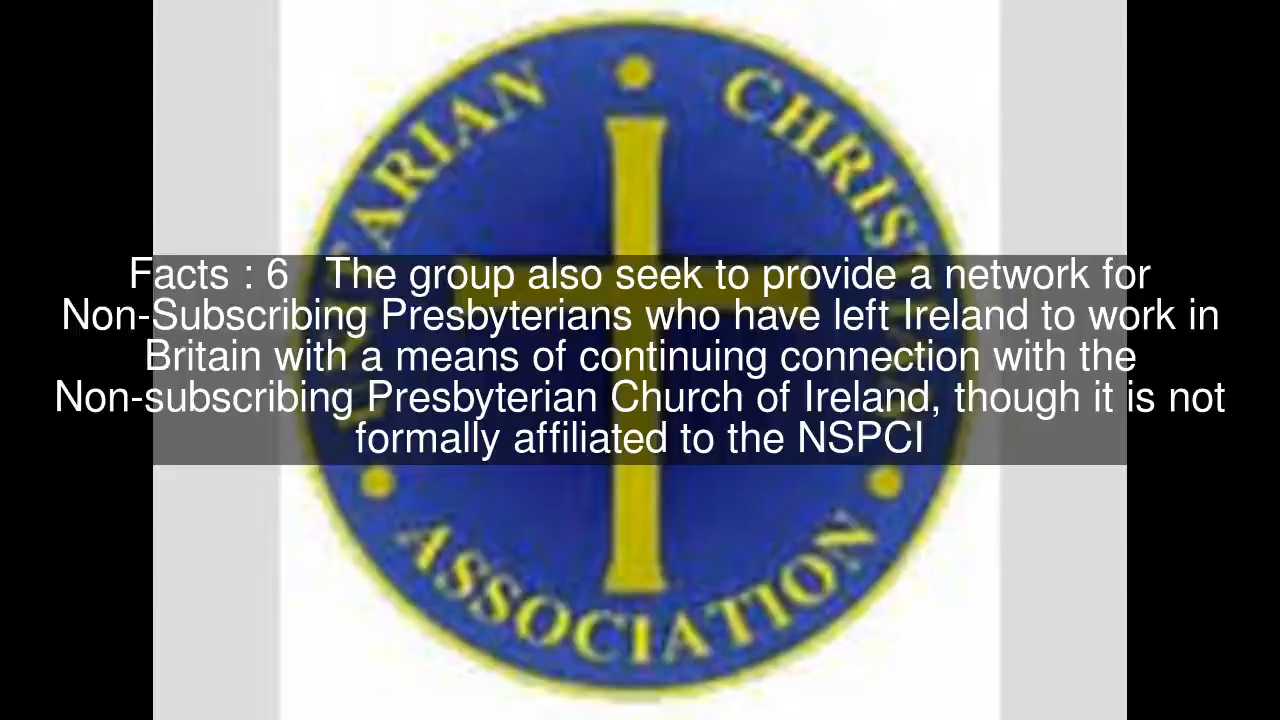 ARIAN CHRIST
Facts : 6   The group also seek to provide a network for
Non-Subscribing Presbyterians who have left Ireland to work in
Britain with a means of continuing connection with the
Non-subscribing Presbyterian Church of Ireland, though it is not
formally affiliated to the NSPCI
ASSOCIATION